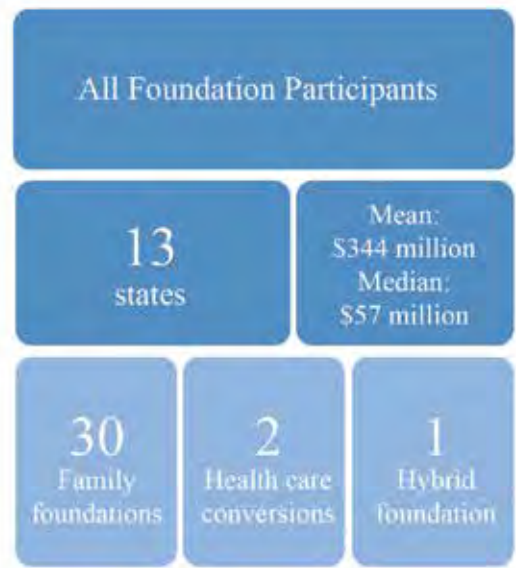 All Foundation Participants
13
states
Mean:
$344 million
Median:
$57 million
30
Family
foundations
2
Health care
conversions
1
Hybrid
foundation